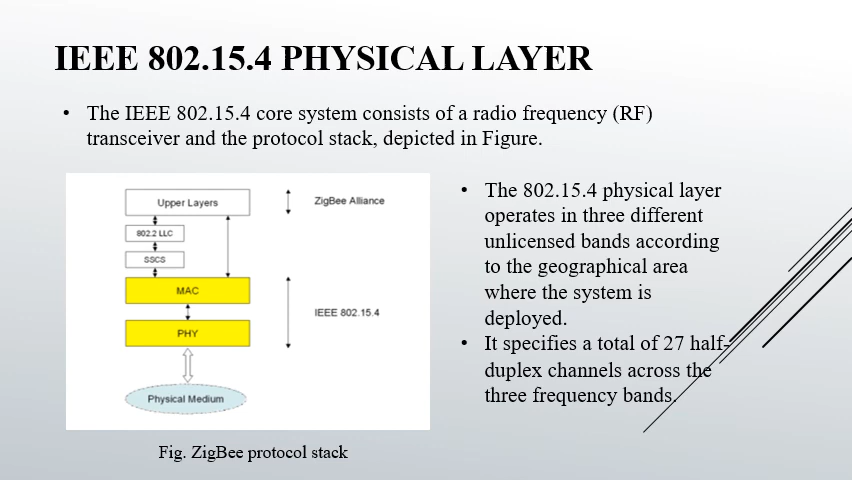 IEEE 802.15.4 PHYSICAL LAYER
• The IEEE 802.15.4 core system consists of a radio frequency (RF)
transceiver and the protocol stack, depicted in Figure.
Upper Layers
ZigBee Alliance
802.2 LLC
SSCS
MAC
IEEE 802.15.4
PHY
Physical Medium
Fig. ZigBee protocol stack
• The 802.15.4 physical layer
operates in three different
unlicensed bands according
to the geographical area
where the system is
deployed.
• It specifies a total of 27 half-
duplex channels across the
three frequency bands.